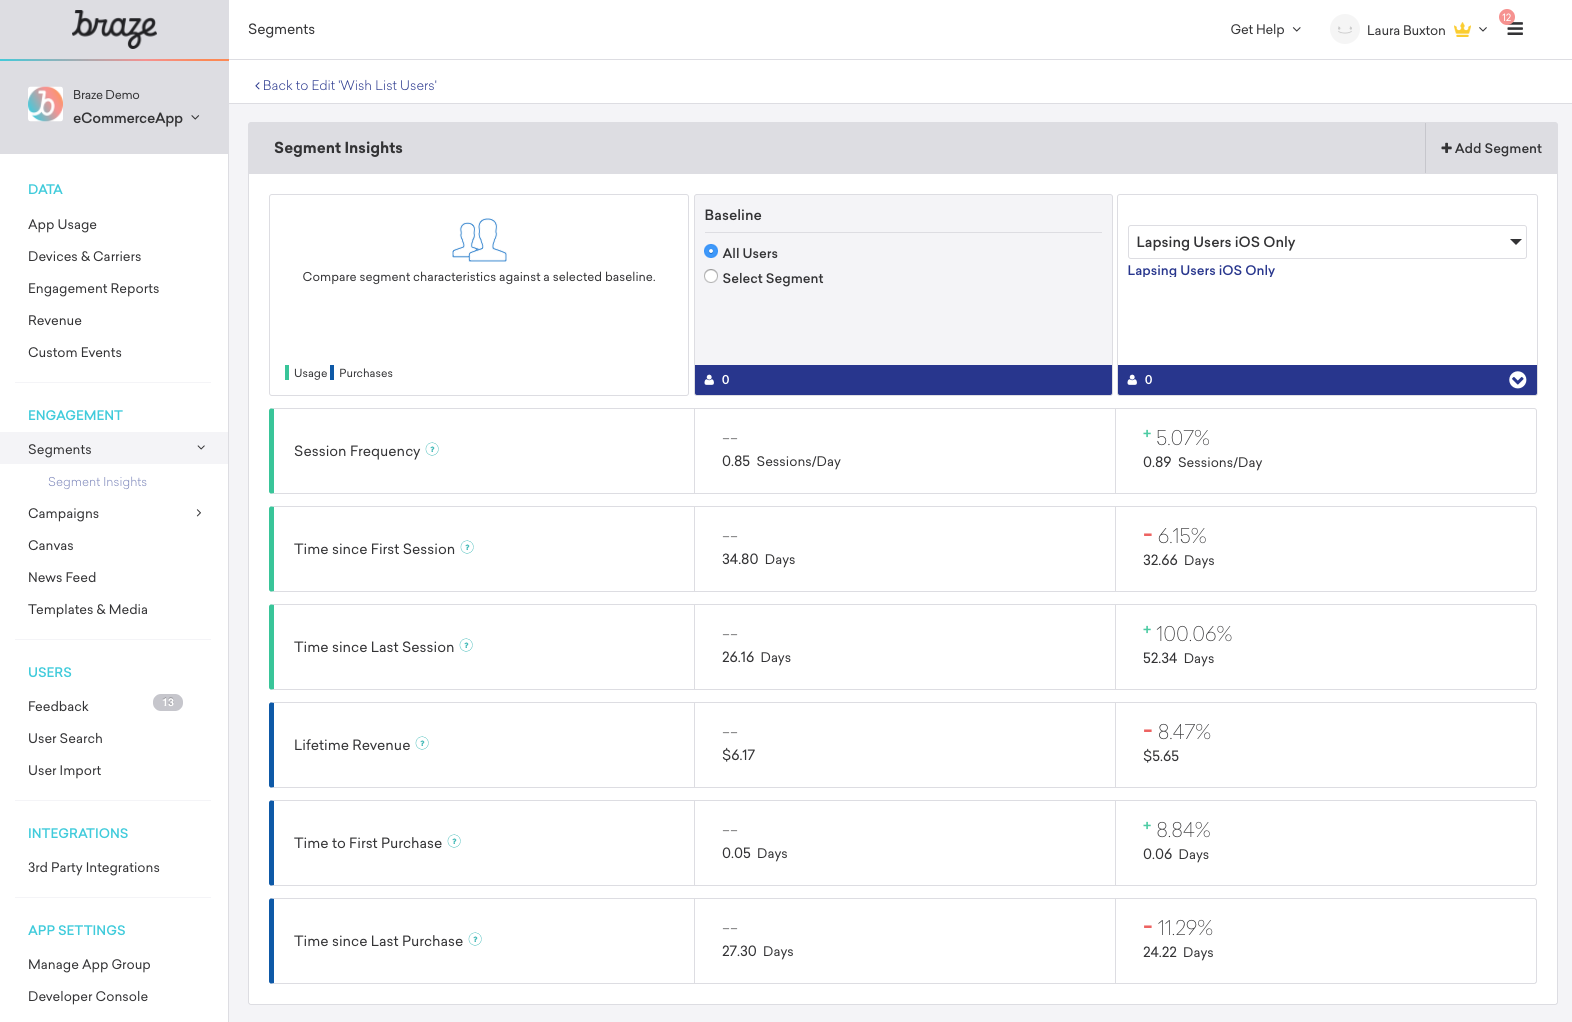 braze
Segments
Get Help
Laura Buxton
12
Braze Demo
eCommerceApp
< Back to Edit 'Wish List Users'
DATA
App Usage
Devices & Carriers
Engagement Reports
Revenue
Custom Events
ENGAGEMENT
Segments
Segment Insights
Campaigns
Canvas
News Feed
Templates & Media
USERS
Feedback 13
User Search
User Import
INTEGRATIONS
3rd Party Integrations
APP SETTINGS
Manage App Group
Developer Console
Segment Insights
+ Add Segment
Compare segment characteristics against a selected baseline.
Usage Purchases
Baseline
All Users
Select Segment
0
Lapsing Users iOS Only
Lapsing Users iOS Only
0
Session Frequency ?
--
0.85 Sessions/Day
+ 5.07%
0.89 Sessions/Day
Time since First Session ?
--
34.80 Days
- 6.15%
32.66 Days
Time since Last Session ?
--
26.16 Days
+ 100.06%
52.34 Days
Lifetime Revenue ?
--
$6.17
- 8.47%
$5.65
Time to First Purchase ?
--
0.05 Days
+ 8.84%
0.06 Days
Time since Last Purchase ?
--
27.30 Days
- 11.29%
24.22 Days